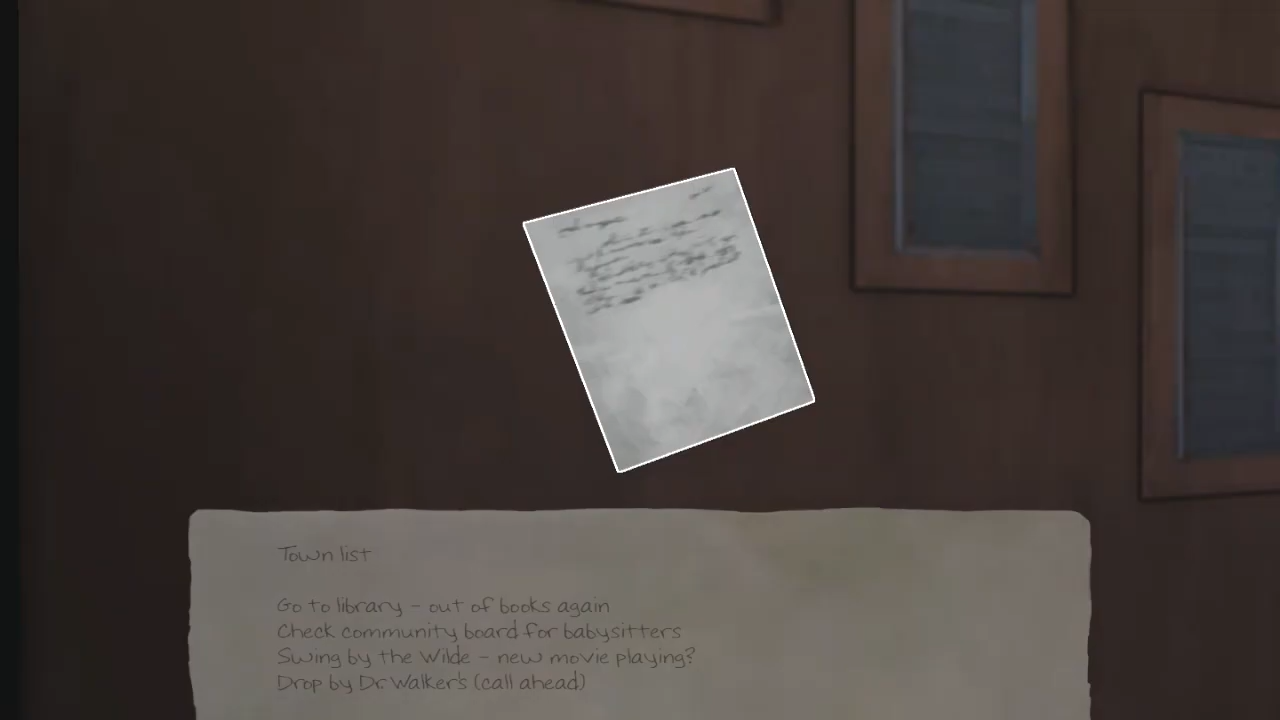 Town list
Go to library - out of books again
Check community board for babysitters
Swing by the Wilde - new movie playing?
Drop by Dr. Walker's (call ahead)